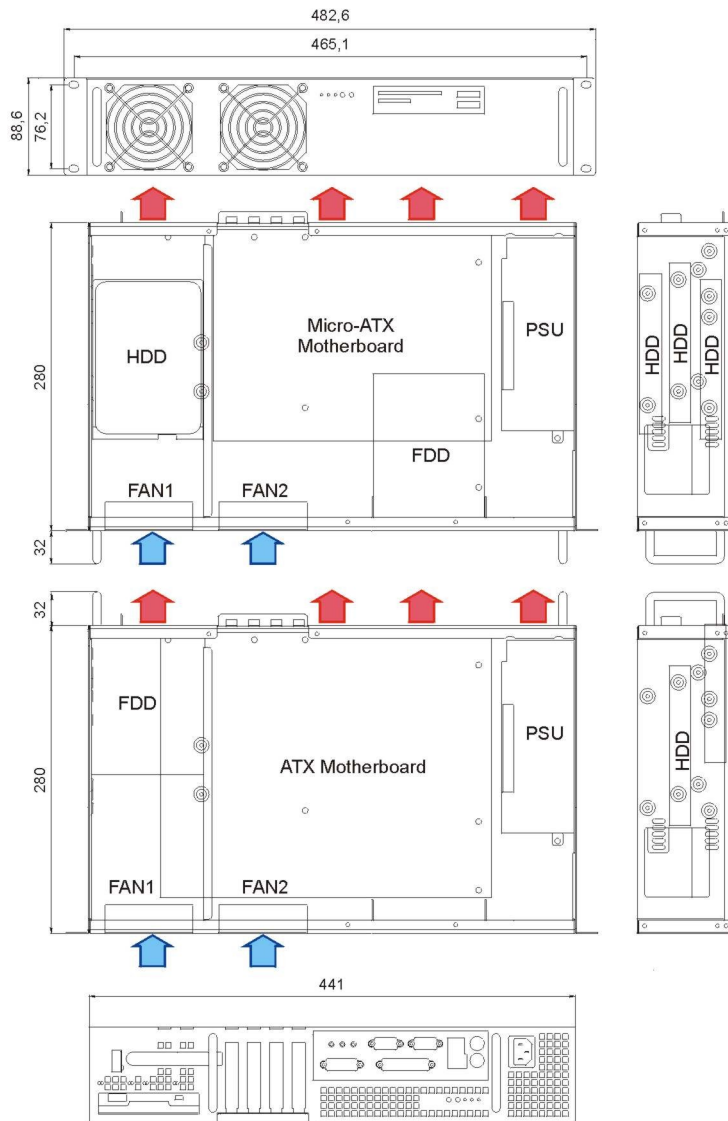 482,6
465,1
88,6
76,2
280
32
HDD
Micro-ATX
Motherboard
PSU
FDD
FAN1
FAN2
HDD
HDD
HDD
32
280
FDD
ATX Motherboard
PSU
FAN1
FAN2
HDD
441